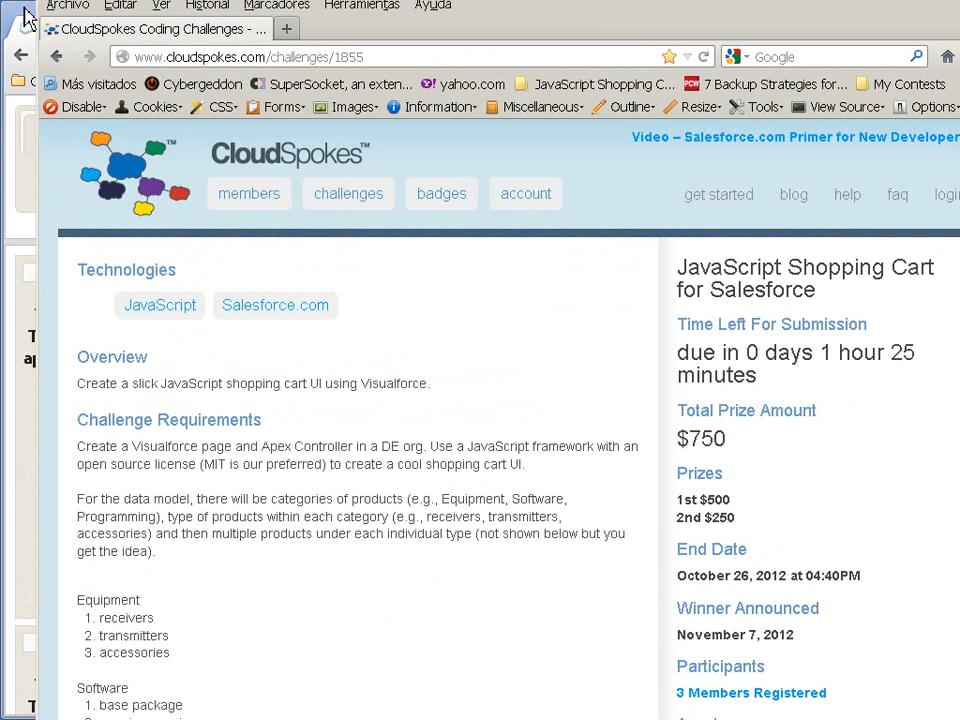 Archivo Editar Ver Historial Marcadores Herramientas Ayuda
CloudSpokes Coding Challenges - ...
www.cloudspokes.com/challenges/1855
Google
Más visitados Cybergeddon SuperSocket, an exten... yahoo.com JavaScript Shopping C... 7 Backup Strategies for... My Contests
Disable Cookies CSS Forms Images Information Miscellaneous Outline Resize Tools View Source Options
Video – Salesforce.com Primer for New Developer
CloudSpokes™
members challenges badges account
get started blog help faq login
Technologies
JavaScript Salesforce.com
Overview
Create a slick JavaScript shopping cart UI using Visualforce.
Challenge Requirements
Create a Visualforce page and Apex Controller in a DE org. Use a JavaScript framework with an
open source license (MIT is our preferred) to create a cool shopping cart UI.
For the data model, there will be categories of products (e.g., Equipment, Software,
Programming), type of products within each category (e.g., receivers, transmitters,
accessories) and then multiple products under each individual type (not shown below but you
get the idea).
Equipment
1. receivers
2. transmitters
3. accessories
Software
1. base package
JavaScript Shopping Cart
for Salesforce
Time Left For Submission
due in 0 days 1 hour 25
minutes
Total Prize Amount
$750
Prizes
1st $500
2nd $250
End Date
October 26, 2012 at 04:40PM
Winner Announced
November 7, 2012
Participants
3 Members Registered